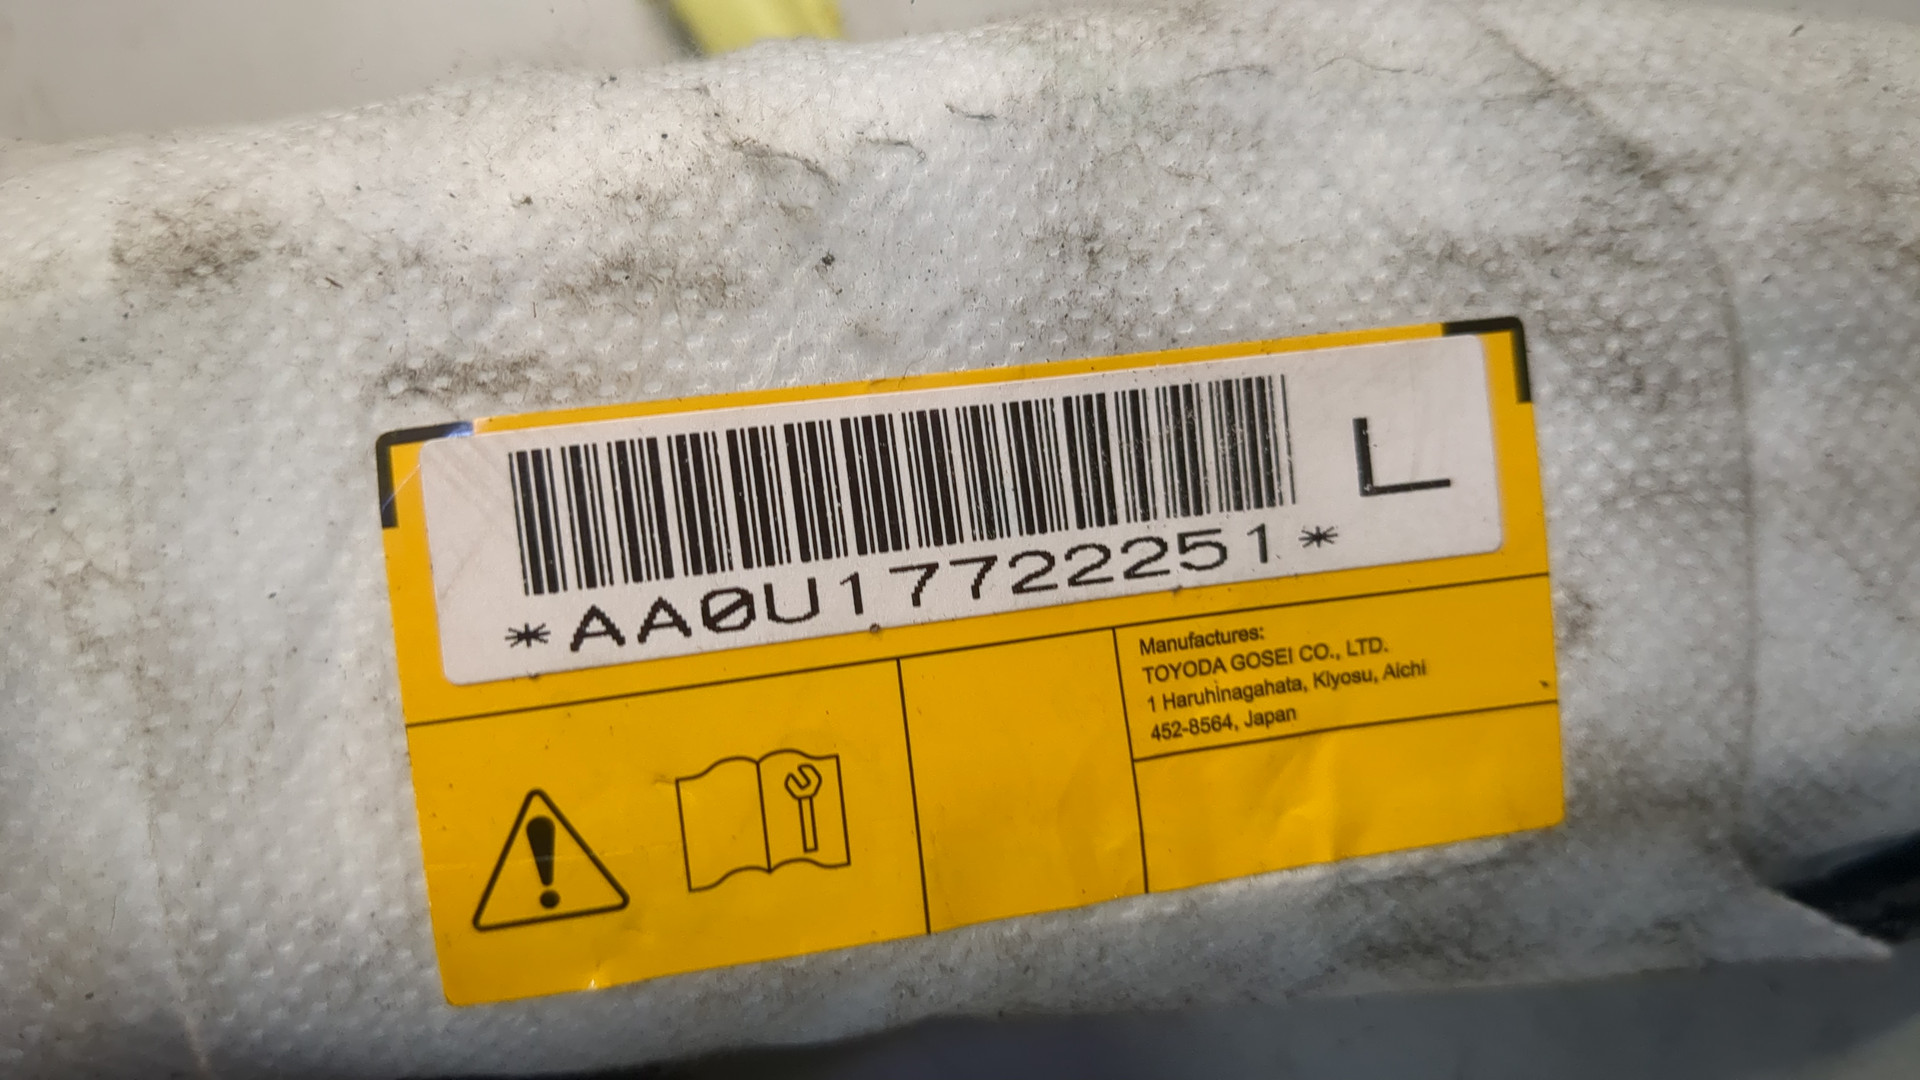 L
*AA0U17722251*
Manufactures:
TOYODA GOSEI CO., LTD.
1 Haruhinagahata, Kiyosu, Aichi
452-8564, Japan